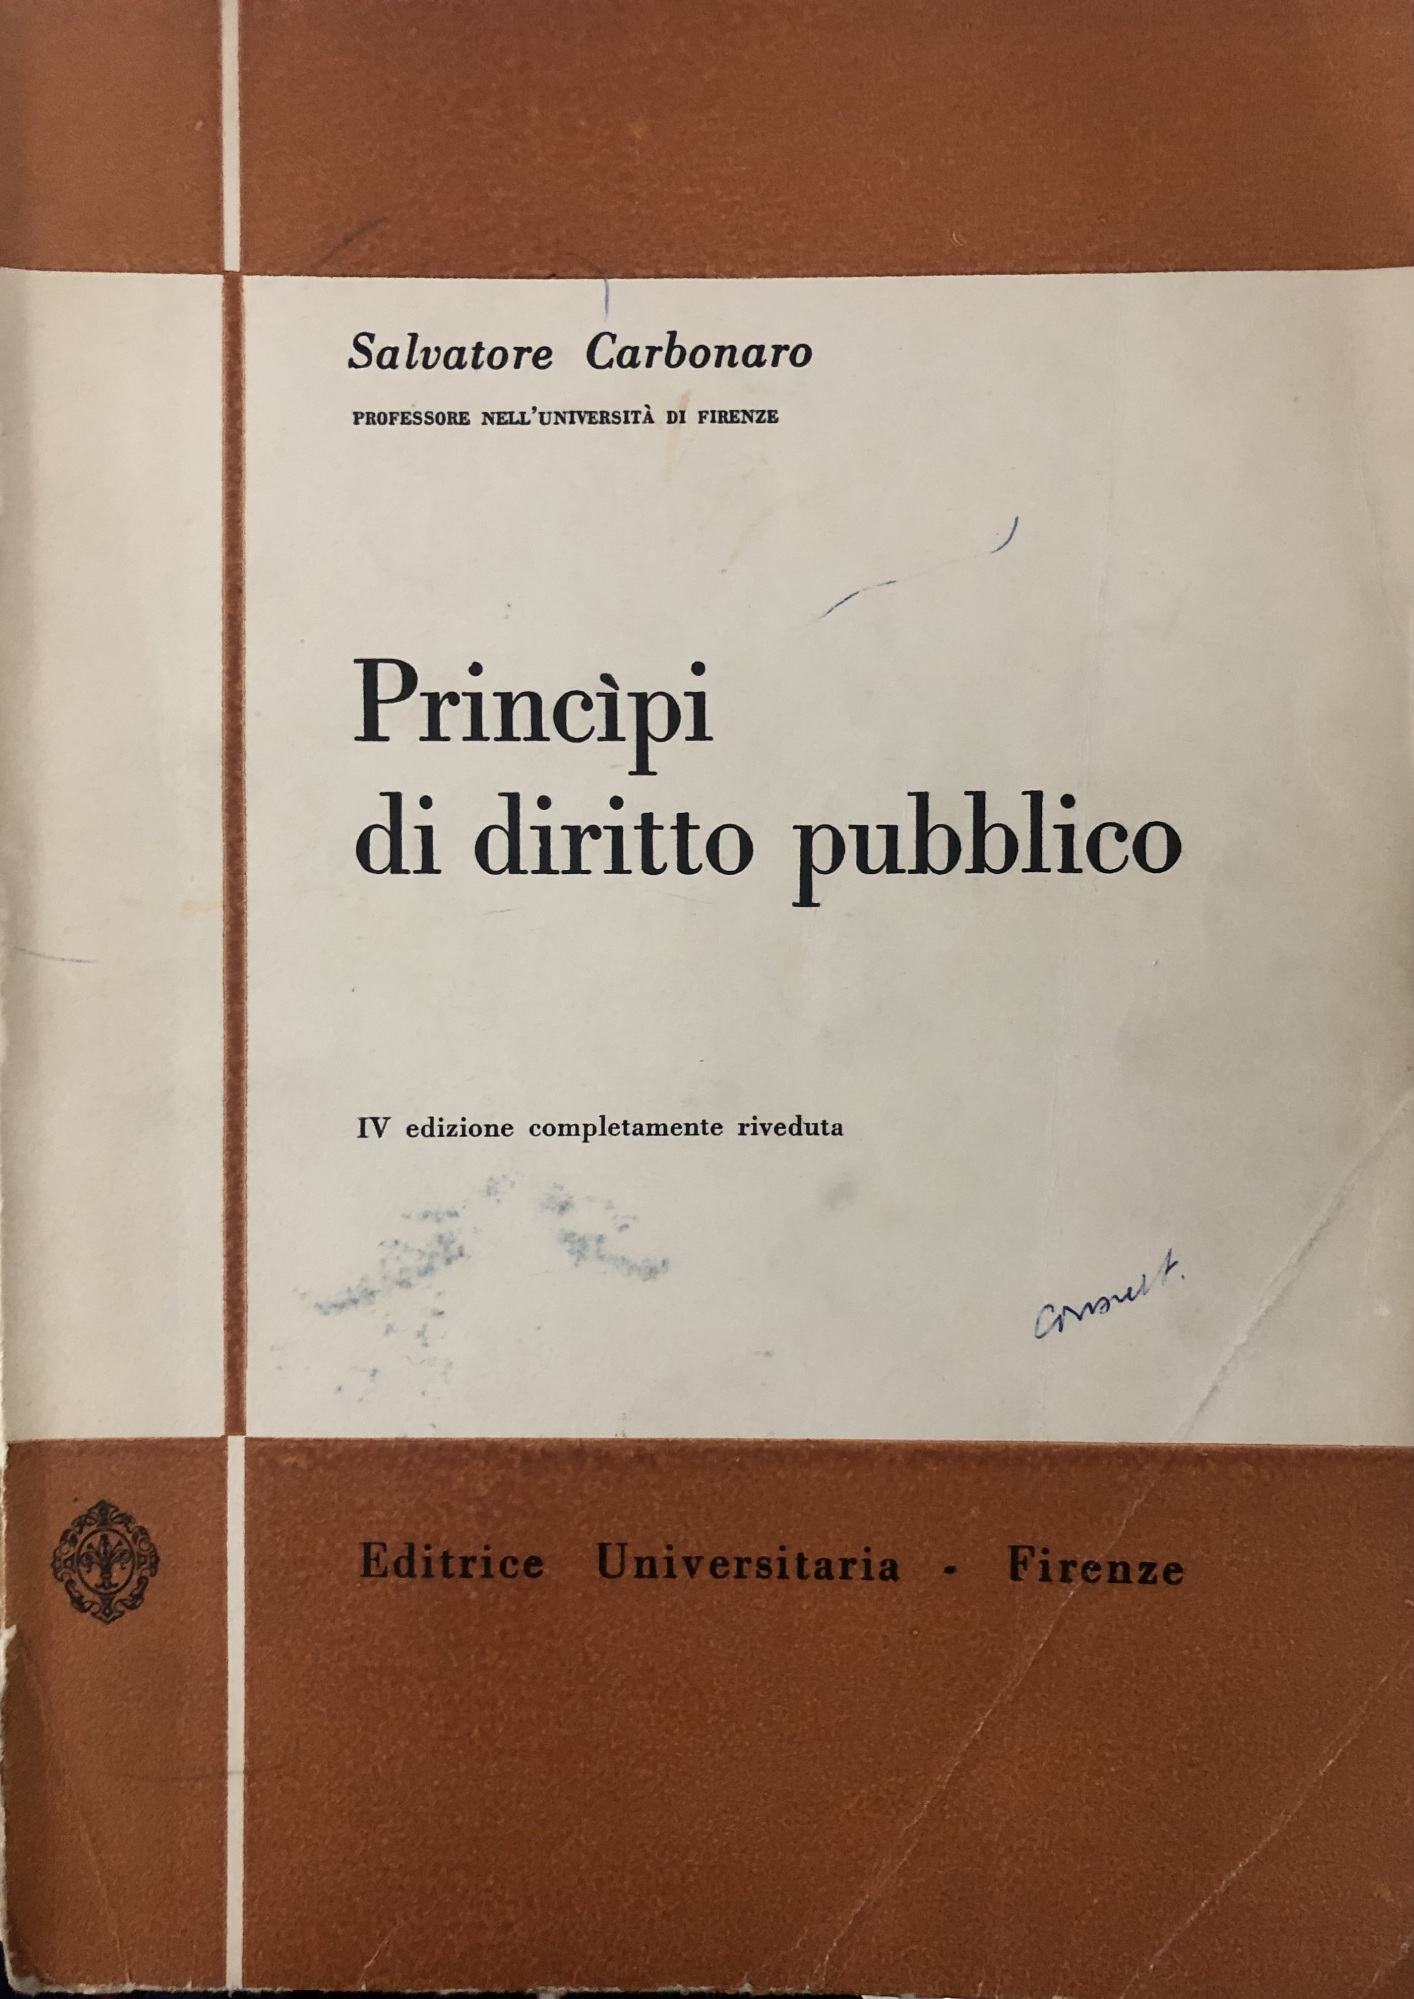 Salvatore Carbonaro
PROFESSORE NELL'UNIVERSITÀ DI FIRENZE
Princìpi
di diritto pubblico
IV edizione completamente riveduta
Editrice Universitaria - Firenze